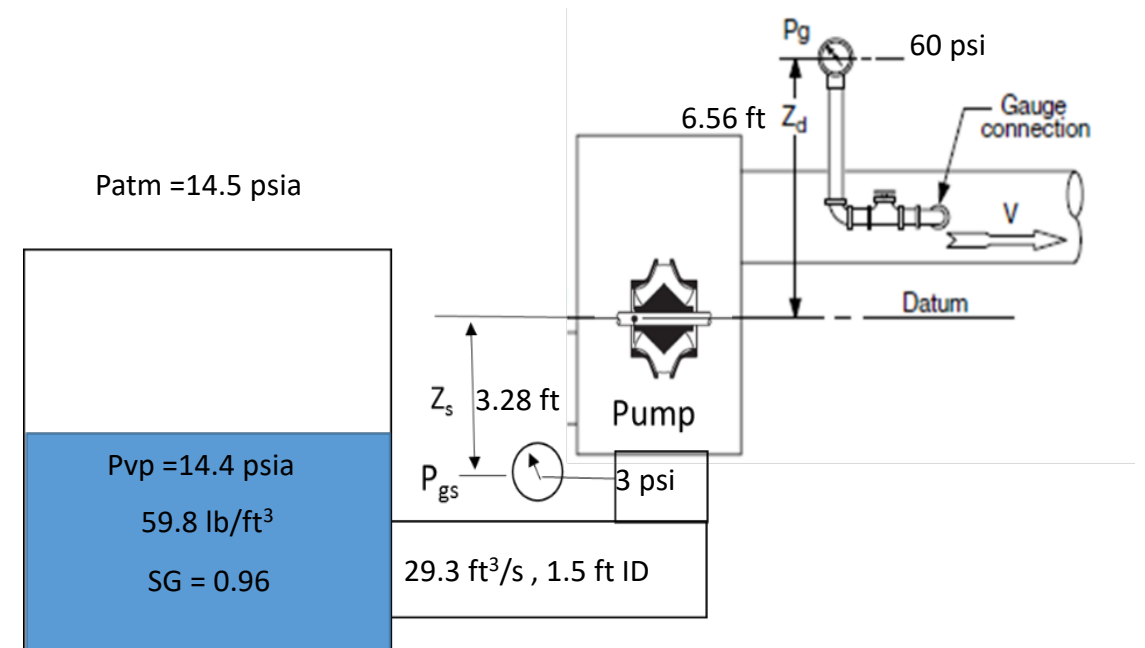 Pg
60 psi
6.56 ft Zd
Gauge
connection
Patm =14.5 psia
V
Datum
Zs 3.28 ft
Pump
Pvp =14.4 psia
Pgs
3 psi
59.8 lb/ft³
SG = 0.96
29.3 ft³/s , 1.5 ft ID